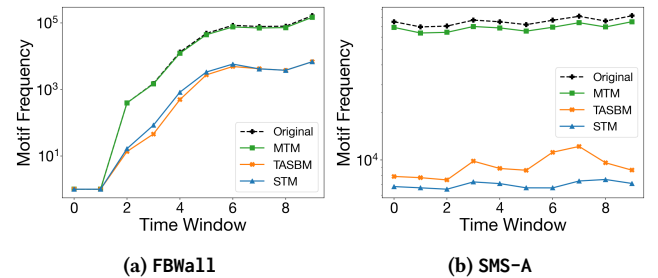 Motif Frequency
10^5
10^3
10^1
Original
MTM
TASBM
STM
0 2 4 6 8
Time Window
(a) FBWall
Motif Frequency
10^4
Original
MTM
TASBM
STM
0 2 4 6 8
Time Window
(b) SMS-A